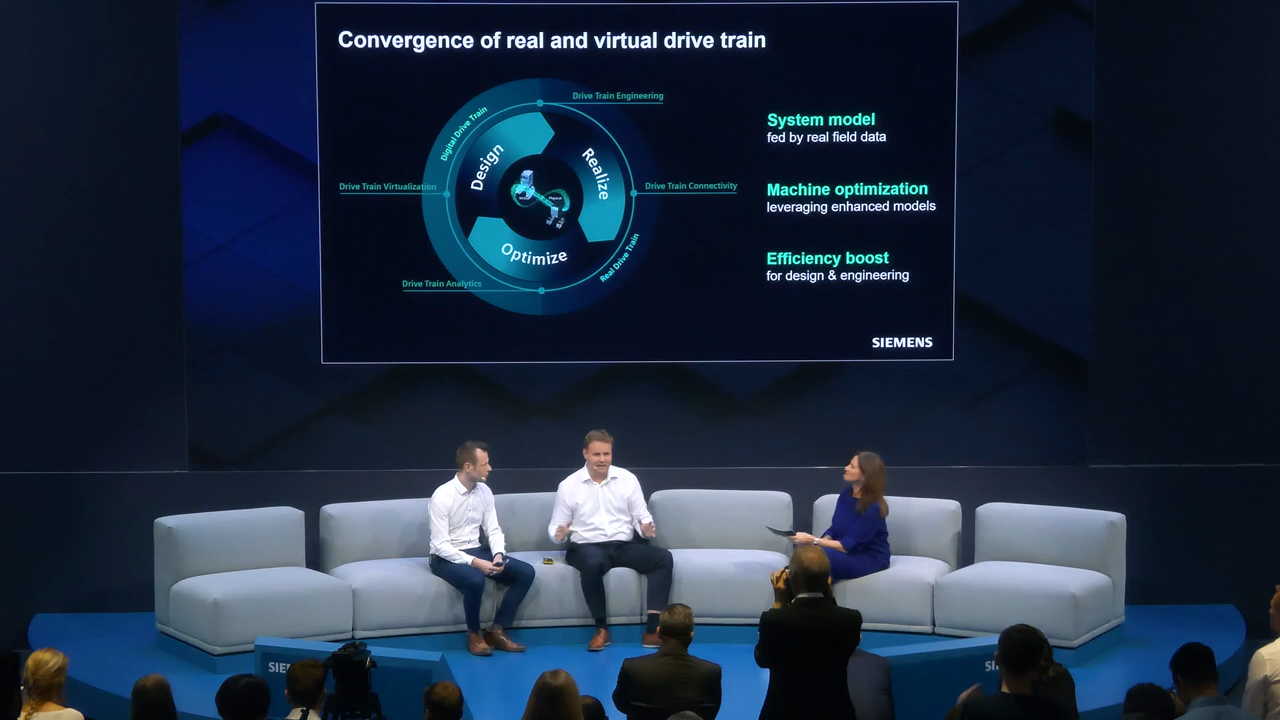 Convergence of real and virtual drive train
Drive Train Engineering
Digital Drive Train
Design
Realize
Drive Train Virtualization
Drive Train Connectivity
Optimize
Real Drive Train
Drive Train Analytics
System model
fed by real field data
Machine optimization
leveraging enhanced models
Efficiency boost
for design & engineering
SIEMENS
SIE
SI